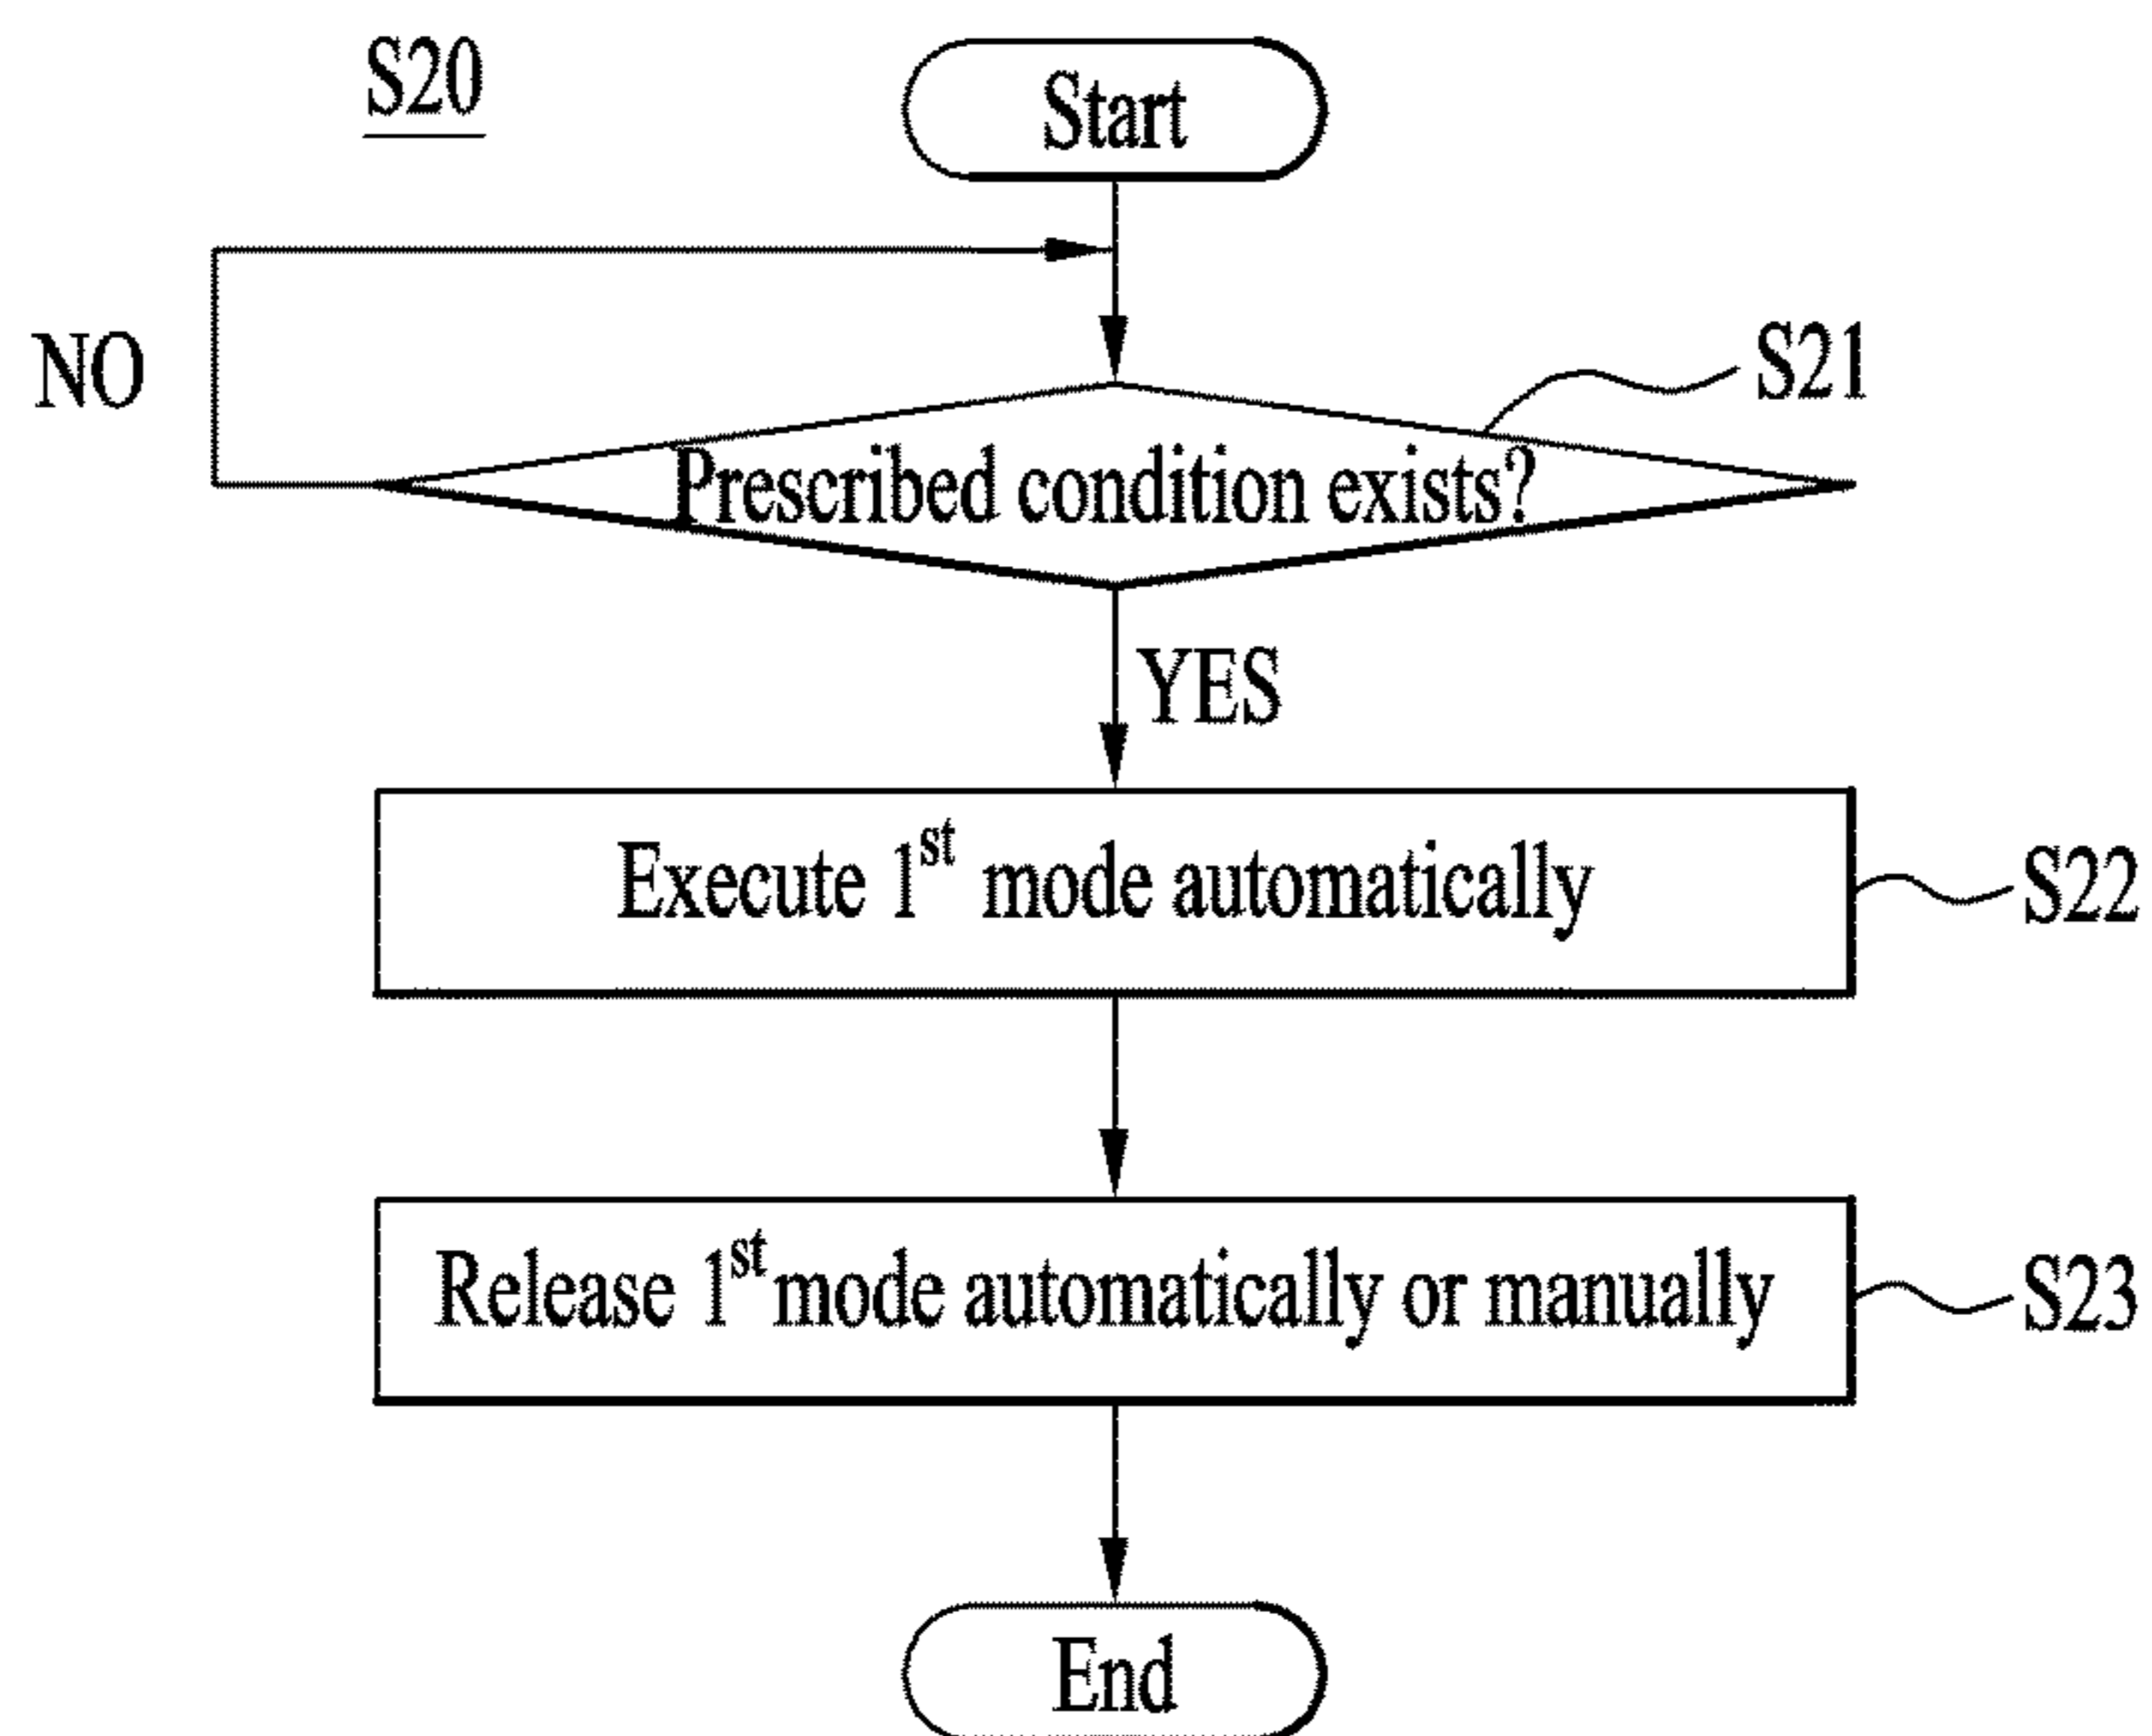 S20
Start
NO
S21
Prescribed condition exists?
YES
Execute 1st mode automatically
S22
Release 1st mode automatically or manually
S23
End